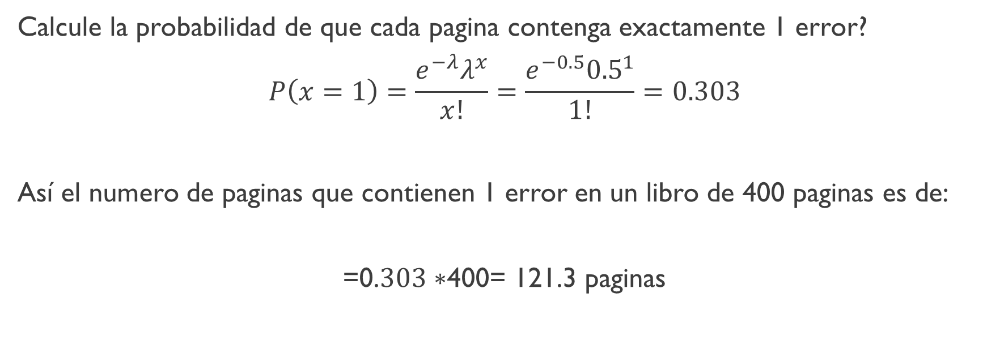 Calcule la probabilidad de que cada pagina contenga exactamente 1 error?
P(x = 1) = \frac{e^{-λ}λ^x}{x!} = \frac{e^{-0.5}0.5^1}{1!} = 0.303
Así el numero de paginas que contienen 1 error en un libro de 400 paginas es de:
=0.303 *400= 121.3 paginas